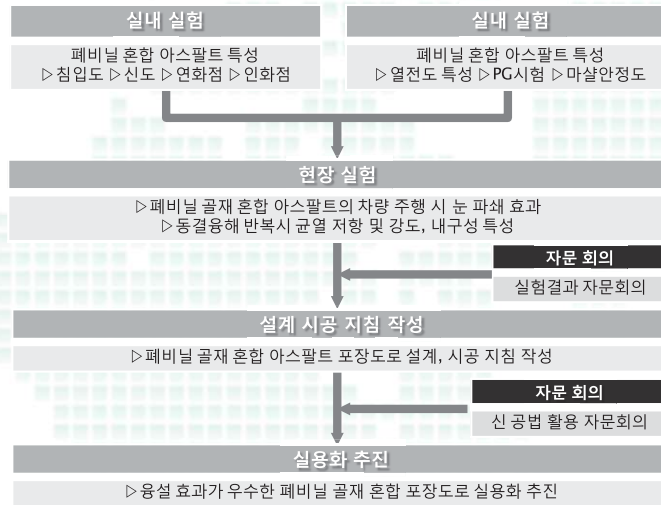 실내 실험
폐비닐 혼합 아스팔트 특성
▷침입도 ▷신도 ▷연화점 ▷인화점
실내 실험
폐비닐 혼합 아스팔트 특성
▷열전도 특성 ▷PG시험 ▷마샬안정도
현장 실험
▷폐비닐 골재 혼합 아스팔트의 차량 주행 시 눈 파쇄 효과
▷동결융해 반복시 균열 저항 및 강도, 내구성 특성
자문 회의
실험결과 자문회의
설계 시공 지침 작성
▷폐비닐 골재 혼합 아스팔트 포장도로 설계, 시공 지침 작성
자문 회의
신 공법 활용 자문회의
실용화 추진
▷융설 효과가 우수한 폐비닐 골재 혼합 포장도로 실용화 추진